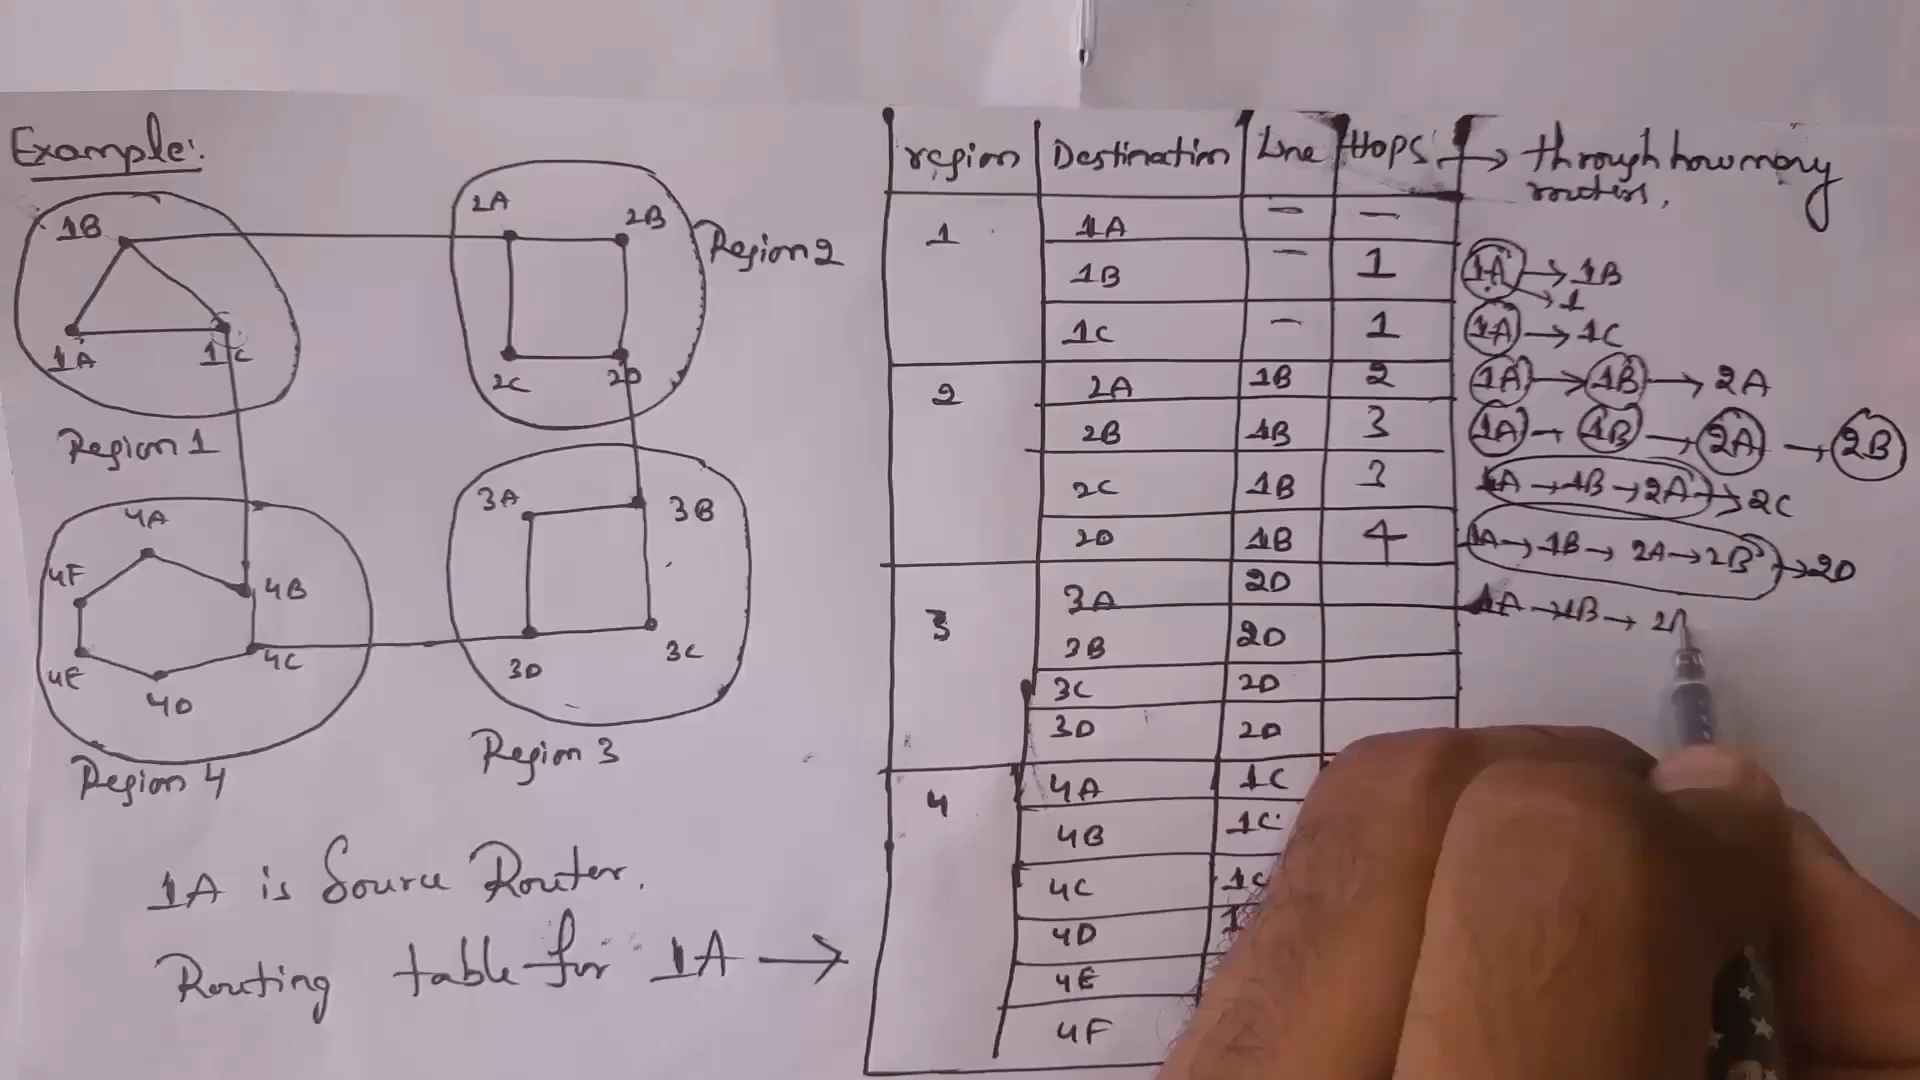 Example:
1B
1A
1C
Region 1
2A
2B
2C
2D
Region 2
3A
3B
3D
3C
Region 3
4A
4F
4B
4E
4C
4D
Region 4
1A is Source Router.
Routing table for 1A →
region Destination Line Hops → through how many
routers.
1 1A — —
1B — 1 1A → 1B
→ 1
1C — 1 1A → 1C
2 2A 1B 2 1A → 1B → 2A
2B 1B 3 1A → 1B → 2A → 2B
2C 1B 3 1A → 1B → 2A → 2C
2D 1B 4 1A → 1B → 2A → 2B → 2D
3 3A 2D 1A → 1B →
3B 2D
3C 2D
3D 2D
4 4A 1C
4B 1C
4C 1C
4D
4E
4F